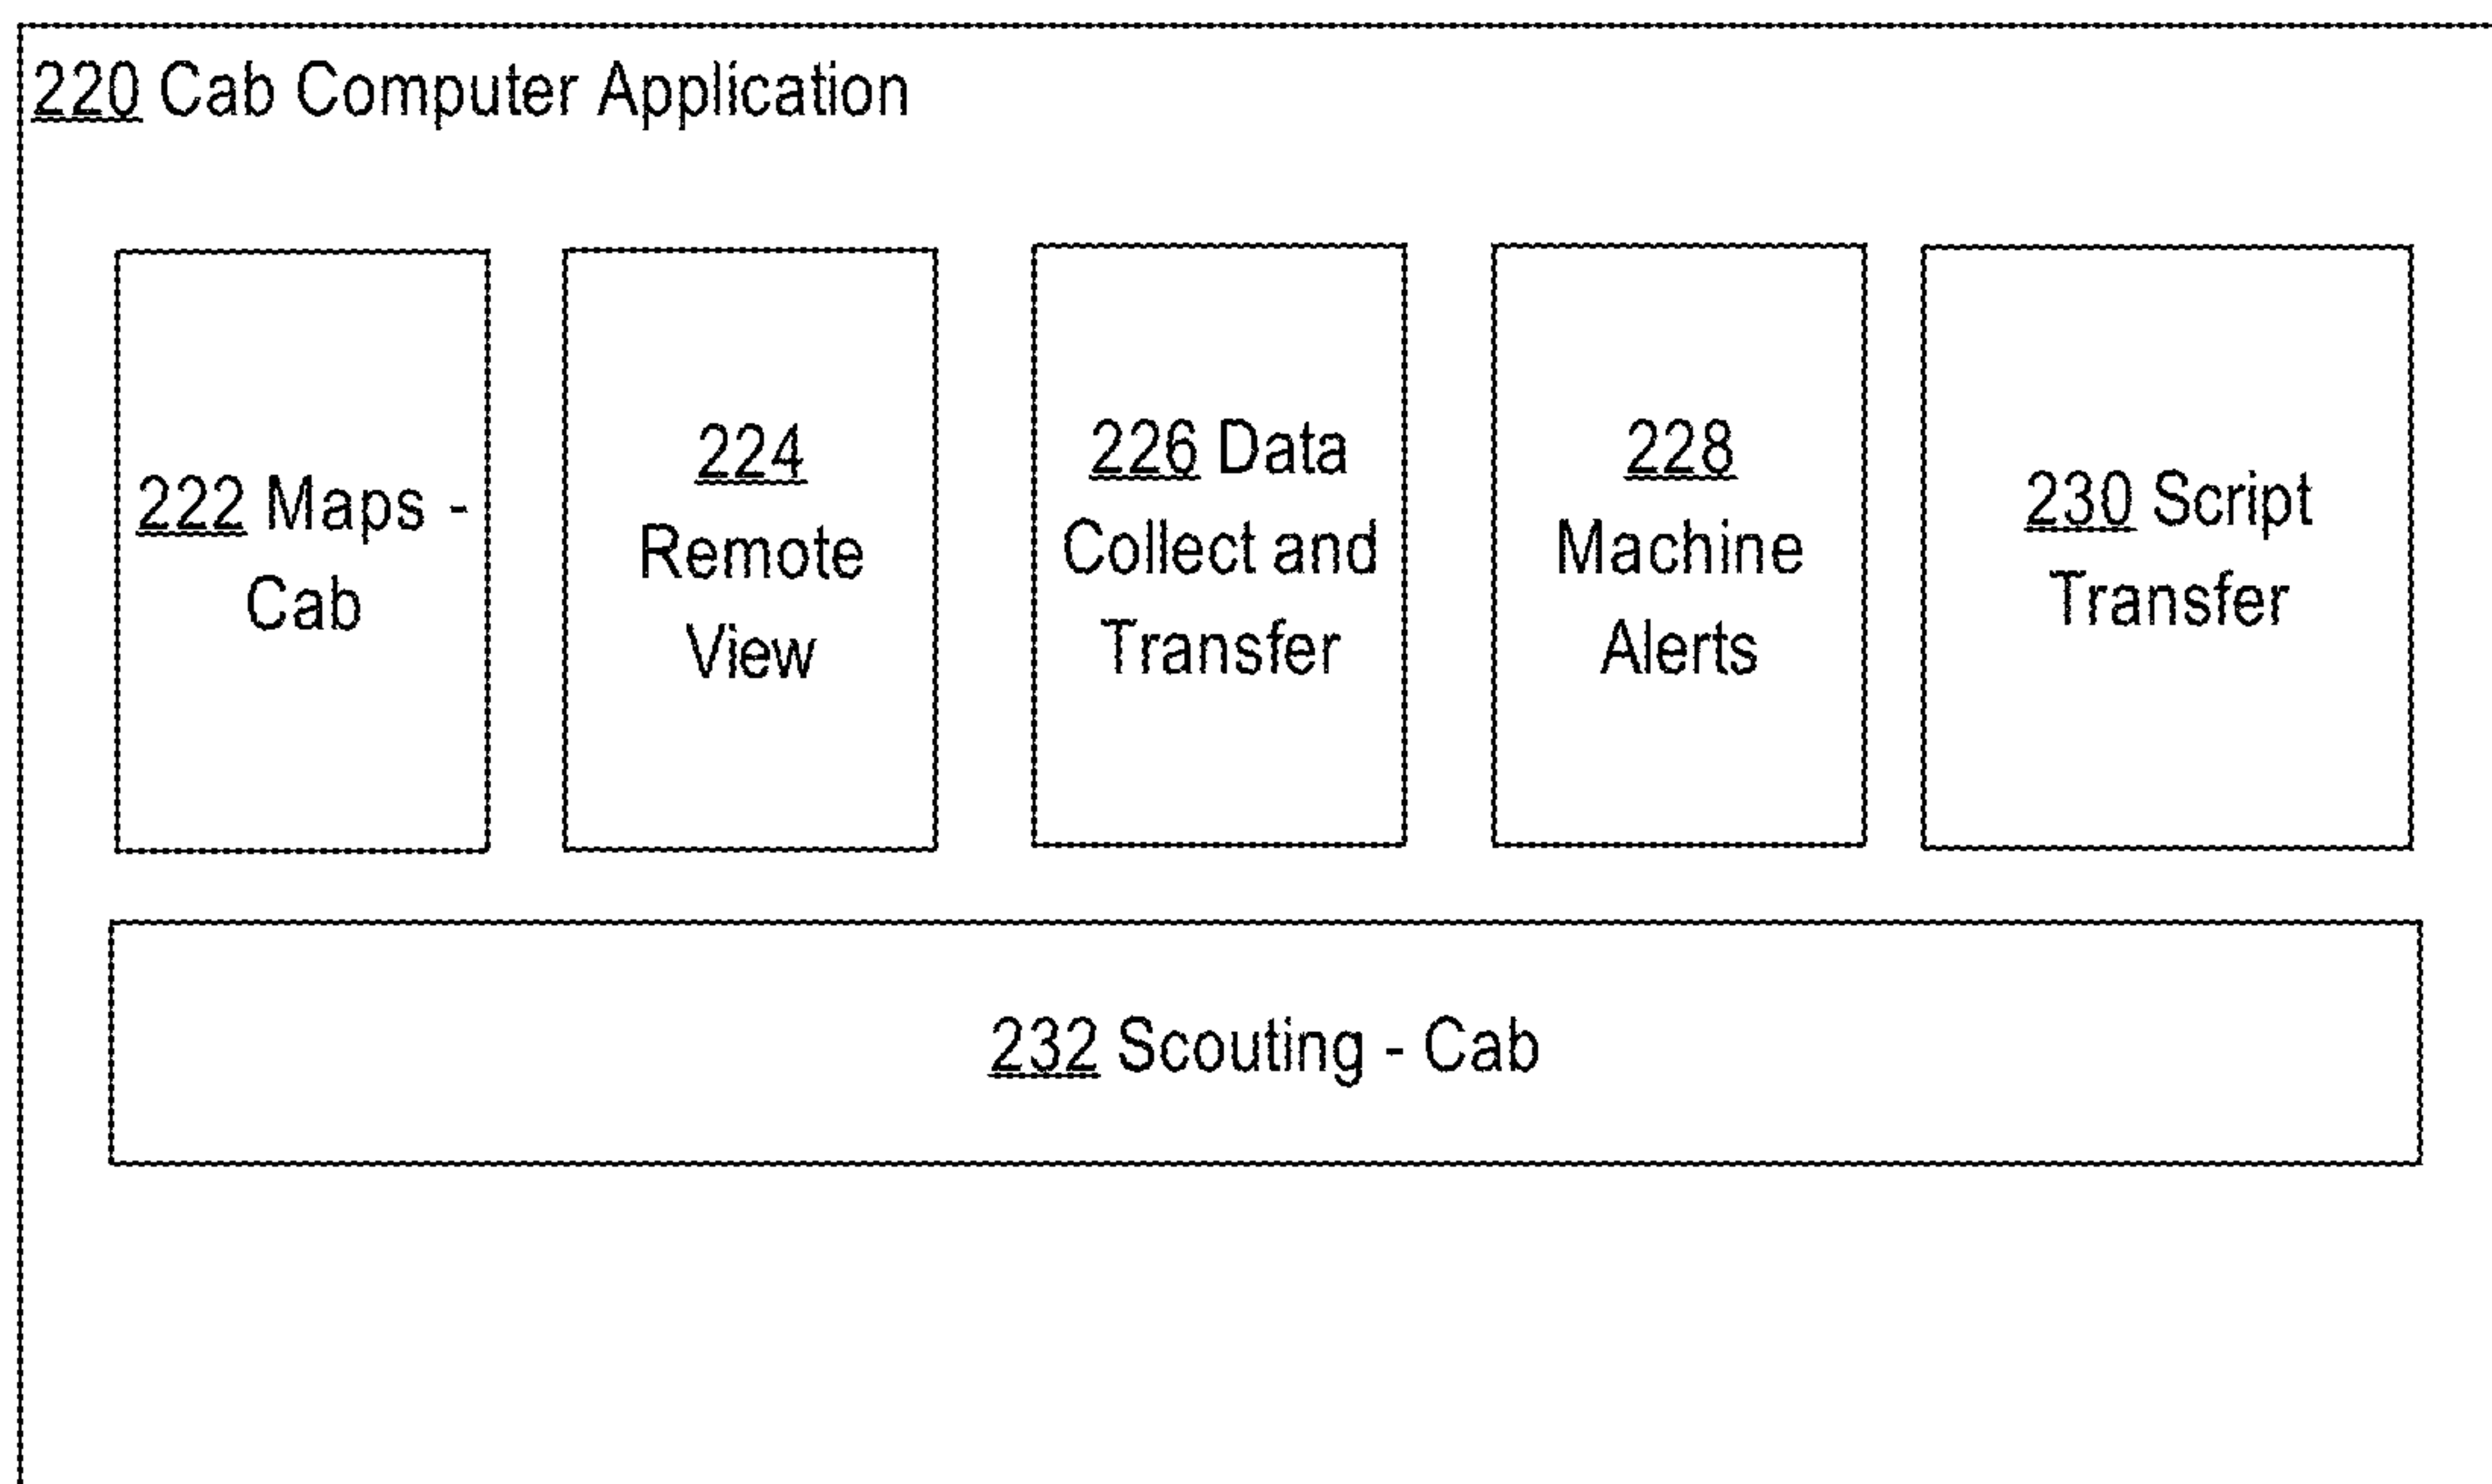 220 Cab Computer Application
222 Maps -
Cab
224
Remote
View
226 Data
Collect and
Transfer
228
Machine
Alerts
230 Script
Transfer
232 Scouting - Cab